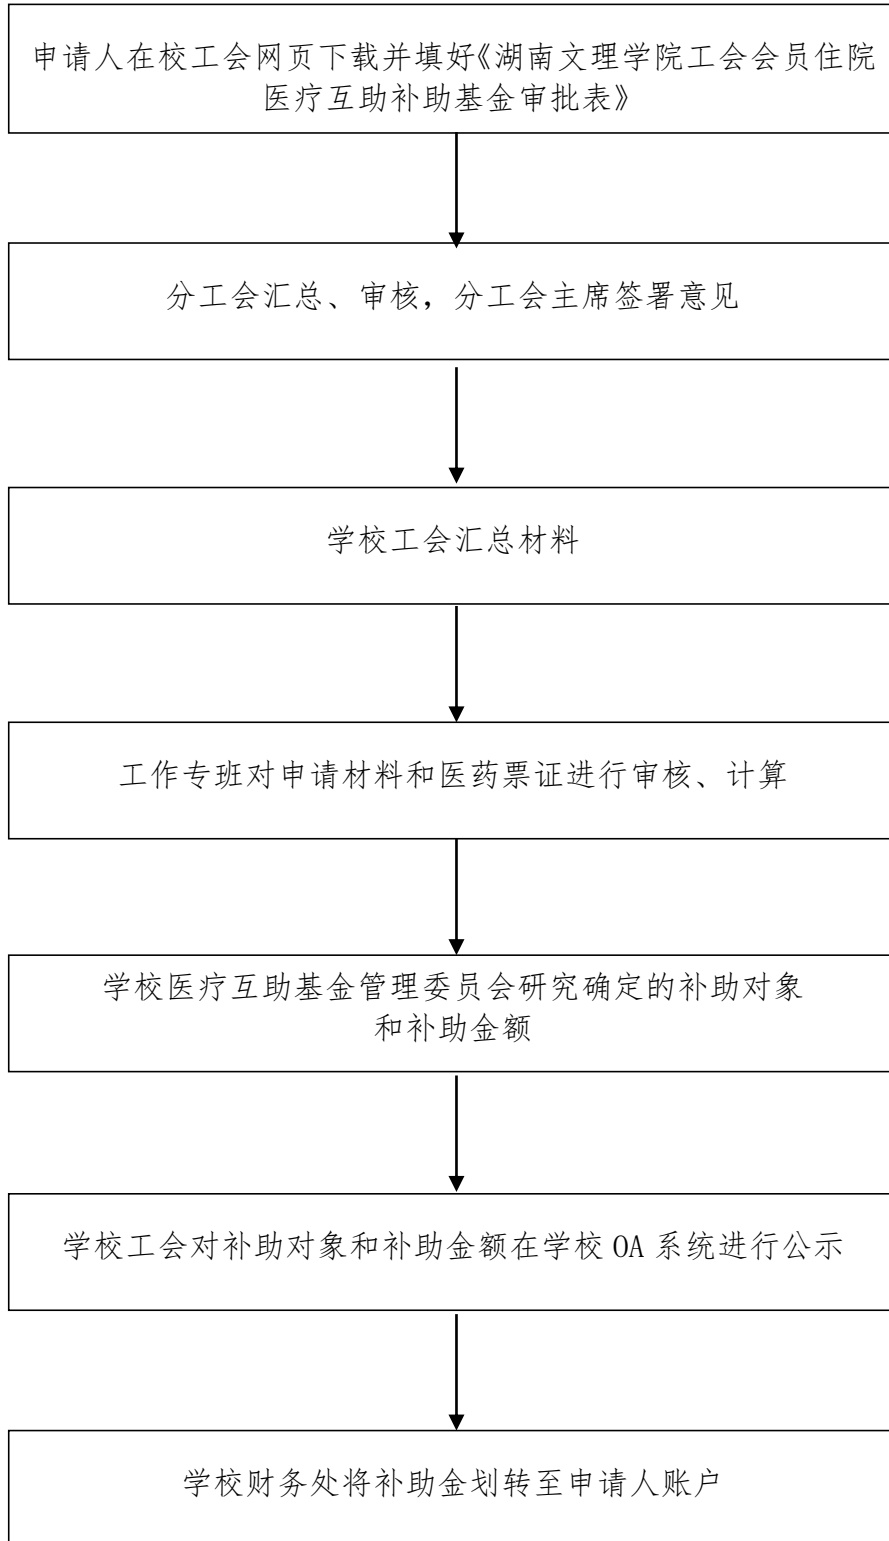 申请人在校工会网页下载并填好《湖南文理学院工会会员住院
医疗互助补助基金审批表》
分工会汇总、审核，分工会主席签署意见
学校工会汇总材料
工作专班对申请材料和医药票证进行审核、计算
学校医疗互助基金管理委员会研究确定的补助对象
和补助金额
学校工会对补助对象和补助金额在学校 OA 系统进行公示
学校财务处将补助金划转至申请人账户